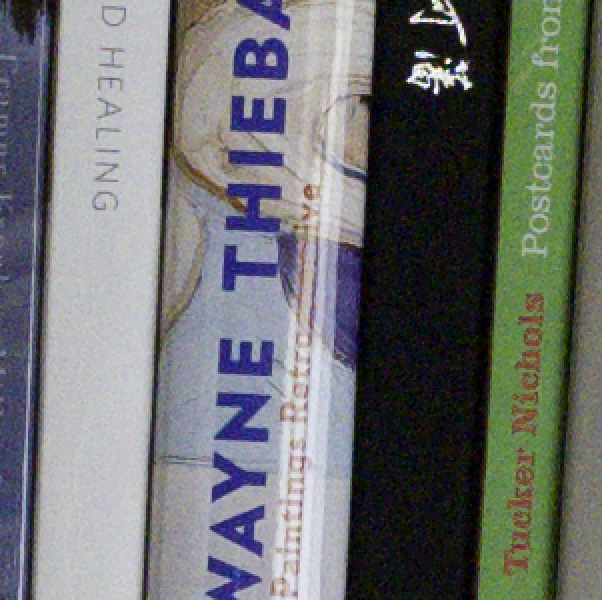 D HEALING
WAYNE THIEBA
Paintings Retrospective
Tucker Nichols Postcards from